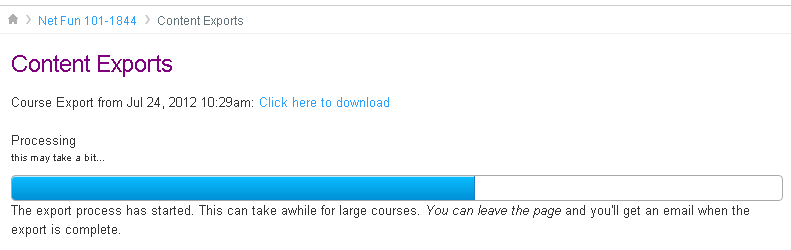 Net Fun 101-1844 Content Exports
Content Exports
Course Export from Jul 24, 2012 10:29am: Click here to download
Processing
this may take a bit...
The export process has started. This can take awhile for large courses. You can leave the page and you'll get an email when the
export is complete.